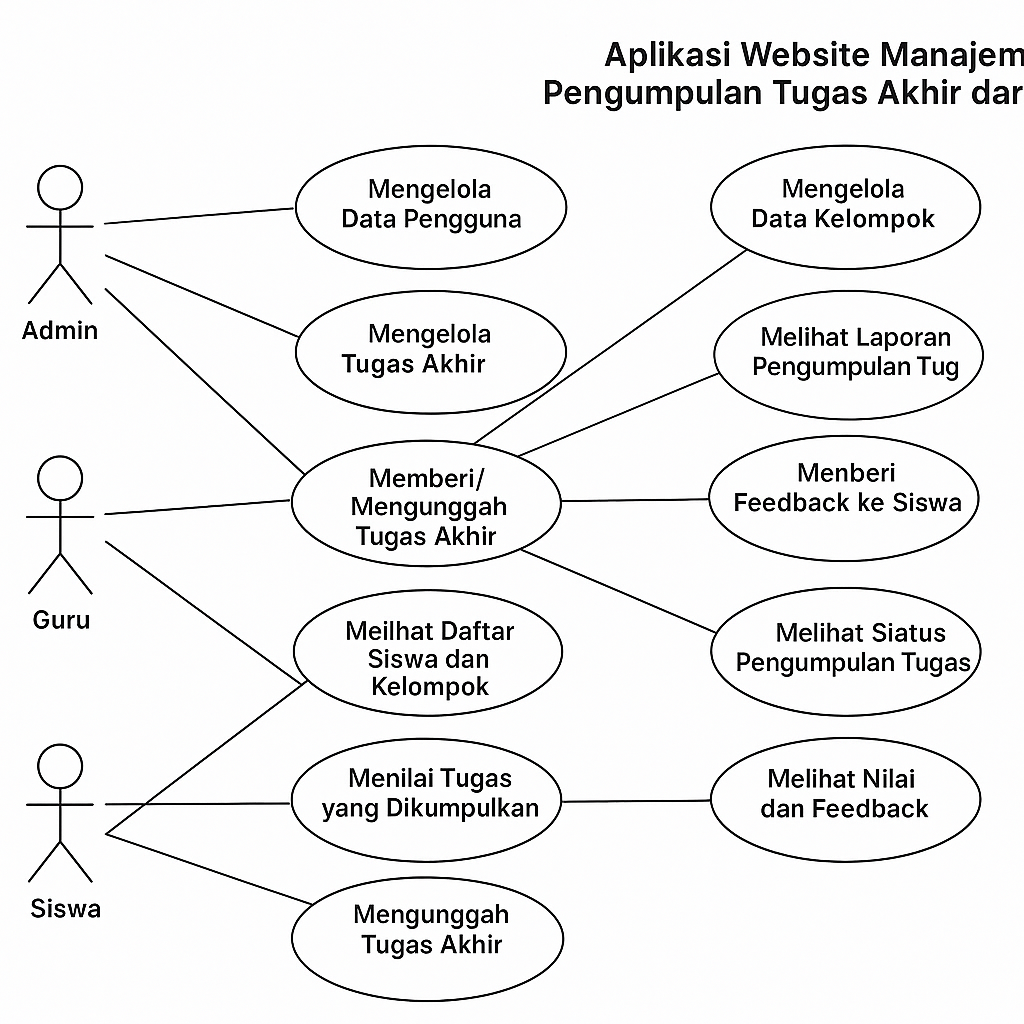 Aplikasi Website Manajem
Pengumpulan Tugas Akhir dar
Mengelola
Data Pengguna
Mengelola
Data Kelompok
Admin
Mengelola
Tugas Akhir
Melihat Laporan
Pengumpulan Tug
Guru
Memberi/
Mengunggah
Tugas Akhir
Menberi
Feedback ke Siswa
Meilhat Daftar
Siswa dan
Kelompok
Melihat Siatus
Pengumpulan Tugas
Siswa
Menilai Tugas
yang Dikumpulkan
Melihat Nilai
dan Feedback
Mengunggah
Tugas Akhir